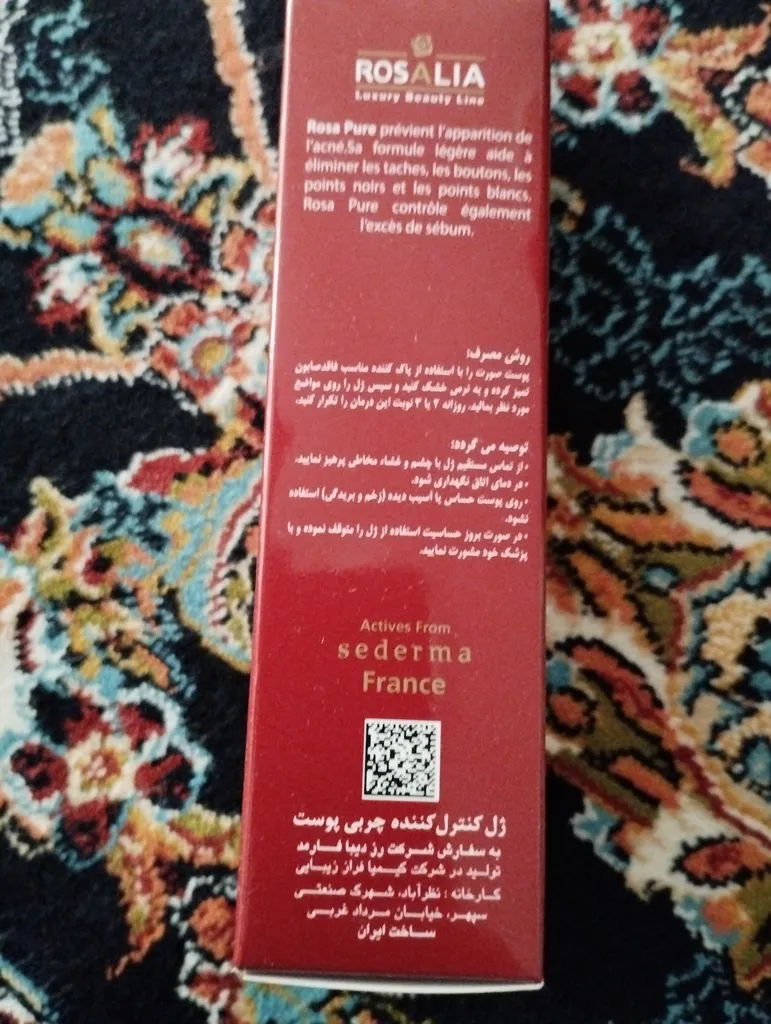 ROSALIA
Luxury Beauty Line
Rosa Pure prévient l'apparition de
l'acné.Sa formule légère aide à
éliminer les taches, les boutons, les
points noirs et les points blancs,
Rosa Pure contrôle également
l'excès de sébum.
روش مصرف:
پوست صورت را با استفاده از پاک کننده مناسب فاقدصابون
تمیز کرده و به نرمی خشک کنید و سپس ژل را روی مواضع
مورد نظر بمالید. روزانه ۲ یا ۳ نوبت این درمان را تکرار کنید.
توصیه می گردد:
• از تماس مستقیم ژل با چشم و غشاء مخاطی پرهیز نمایید.
• در دمای اتاق نگهداری شود.
• روی پوست حساس یا آسیب دیده (زخم و بریدگی) استفاده
نشود.
• در صورت بروز حساسیت استفاده از ژل را متوقف نموده و با
پزشک خود مشورت نمایید.
Actives From
sederma
France
ژل کنترل کننده چربی پوست
به سفارش شرکت رز دیبا فارمد
تولید در شرکت کیمیا فراز زیبایی
کارخانه : نظرآباد، شهرک صنعتی
سپهر، خیابان مرداد غربی
ساخت ایران